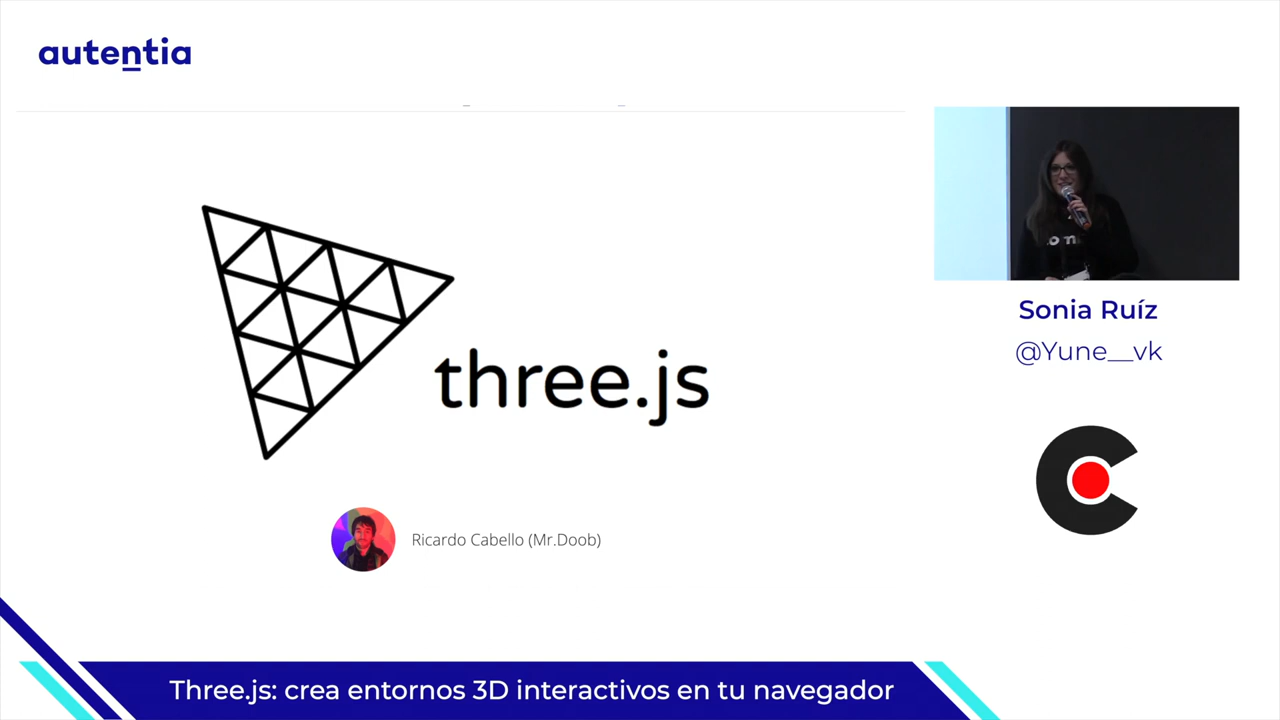 autentia
three.js
Ricardo Cabello (Mr.Doob)
Sonia Ruíz
@Yune__vk
Three.js: crea entornos 3D interactivos en tu navegador